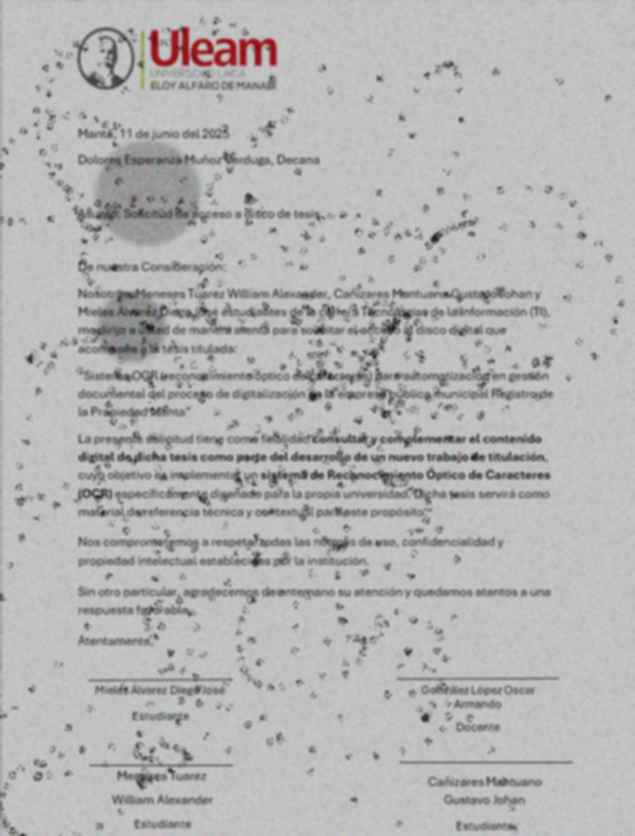 Uleam
UNIVERSIDAD LAICA
ELOY ALFARO DE MANABÍ
Manta, 11 de junio del 2025
Dolores Esperanza Muñoz Verduga, Decana
Asunto: Solicitud de acceso a disco de tesis
De nuestra Consideración:
Nosotros, Meneses Tuarez William Alexander, Cañizares Mantuano Gustavo Johan y
Mieles Alvarez Diego José estudiantes de la carrera Tecnologías de la Información (TI),
me dirijo a usted de manera atenta para solicitar el acceso al disco digital que
acompaña a la tesis titulada:
"Sistema OCR (reconocimiento óptico de caracteres) para automatización en gestión
documental del proceso de digitalización de la empresa pública municipal Registro de
la Propiedad Manta"
La presente solicitud tiene como finalidad consultar y complementar el contenido
digital de dicha tesis como parte del desarrollo de un nuevo trabajo de titulación,
cuyo objetivo es implementar un sistema de Reconocimiento Óptico de Caracteres
(OCR) específicamente diseñado para la propia universidad. Dicha tesis servirá como
material de referencia técnica y contextual para este propósito.
Nos comprometemos a respetar todas las normas de uso, confidencialidad y
propiedad intelectual establecidas por la institución.
Sin otro particular, agradecemos de antemano su atención y quedamos atentos a una
respuesta favorable.
Atentamente,
Mieles Alvarez Diego José
Estudiante
González López Oscar
Armando
Docente
Meneses Tuarez
William Alexander
Estudiante
Cañizares Mantuano
Gustavo Johan
Estudiante